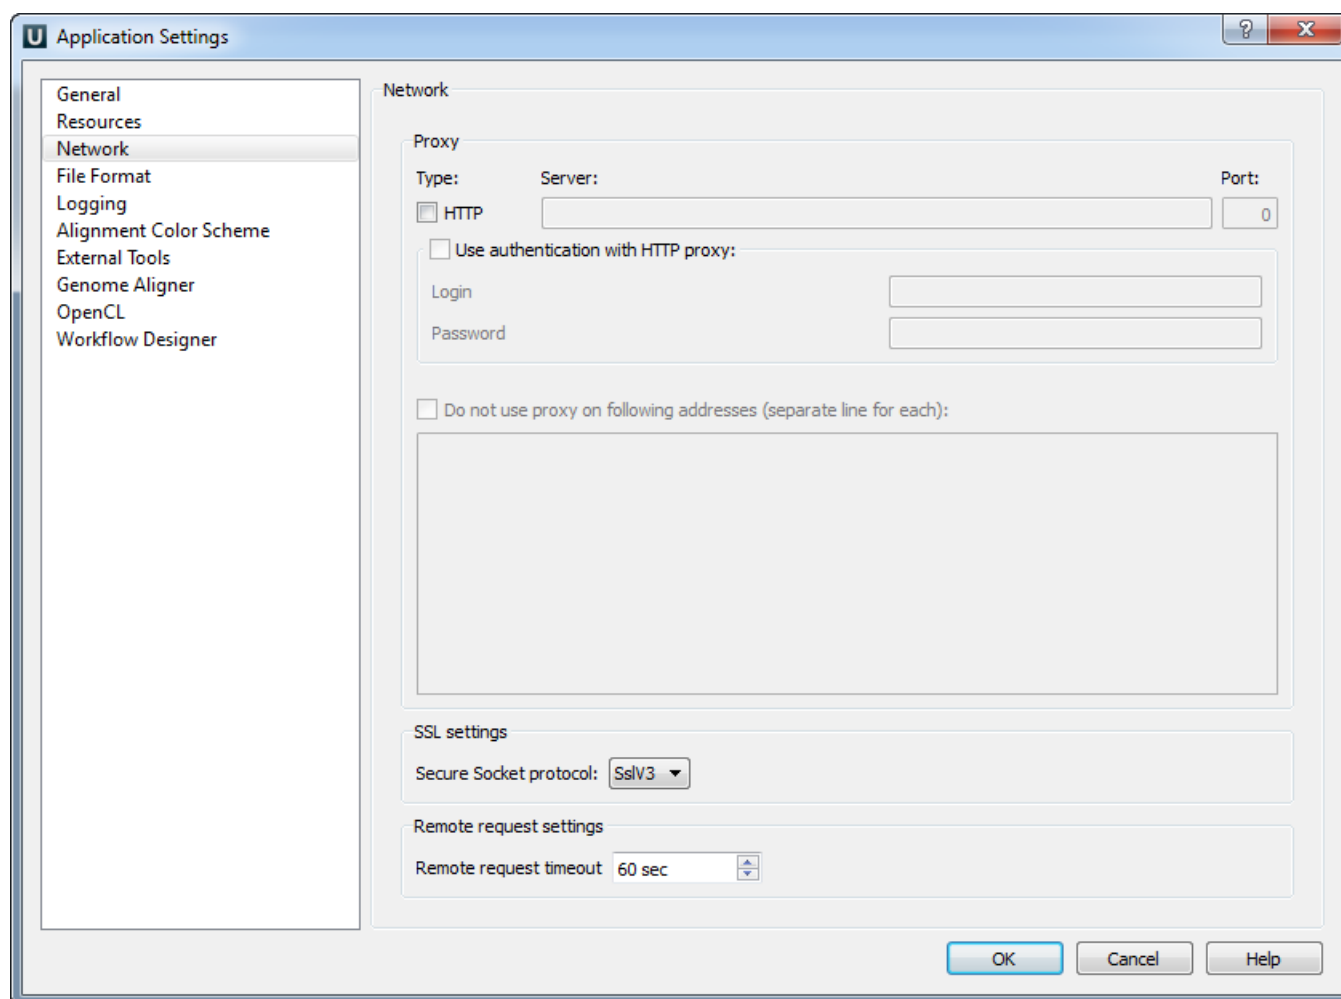 U Application Settings
General
Resources
Network
File Format
Logging
Alignment Color Scheme
External Tools
Genome Aligner
OpenCL
Workflow Designer
Network
Proxy
Type: Server: Port:
HTTP 0
Use authentication with HTTP proxy:
Login
Password
Do not use proxy on following addresses (separate line for each):
SSL settings
Secure Socket protocol: SslV3
Remote request settings
Remote request timeout 60 sec
OK Cancel Help